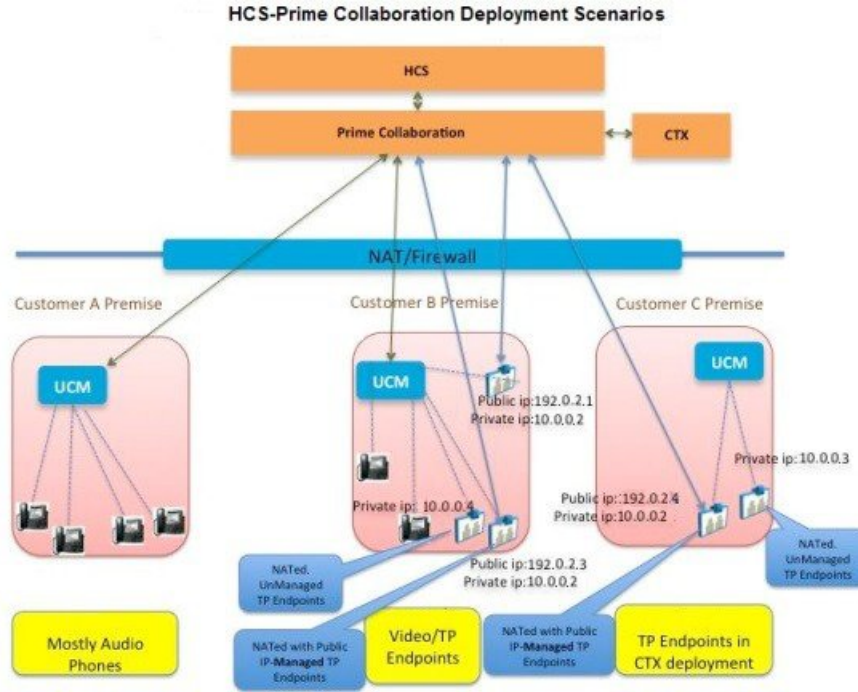 HCS-Prime Collaboration Deployment Scenarios
HCS
Prime Collaboration
CTX
NAT/Firewall
Customer A Premise
Customer B Premise
Customer C Premise
UCM
UCM
UCM
Public ip:192.0.2.1
Private ip:10.0.0.2
Private ip:10.0.0.3
Private ip: 10.0.0.4
Public ip:192.0.2.4
Private ip:10.0.0.2
Public ip:192.0.2.3
Private ip:10.0.0.2
NATed.
UnManaged
TP Endpoints
NATed.
UnManaged
TP Endpoints
Mostly Audio
Phones
NATed with Public
IP-Managed TP
Endpoints
Video/TP
Endpoints
NATed with Public
IP-Managed TP
Endpoints
TP Endpoints in
CTX deployment